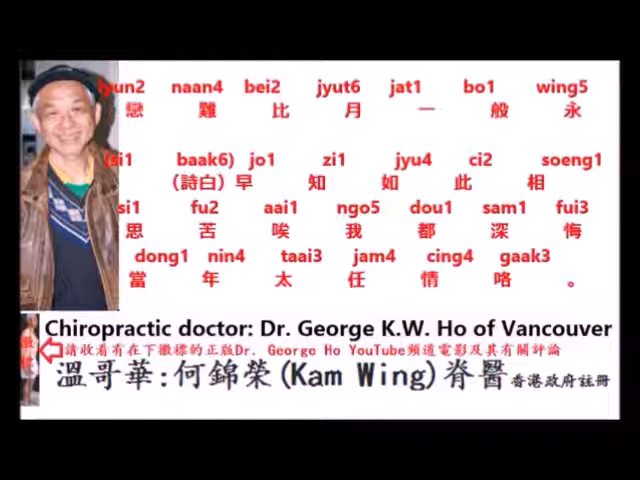 lyun2 naan4 bei2 jyut6 jat1 bo1 wing5
戀 難 比 月 一 般 永
(si1 baak6) jo1 zi1 jyu4 ci2 soeng1
（詩白）早 知 如 此 相
si1 fu2 aai1 ngo5 dou1 sam1 fui3
思 苦 唉 我 都 深 悔
dong1 nin4 taai3 jam4 cing4 gaak3
當 年 太 任 情 咯 。
Chiropractic doctor: Dr. George K.W. Ho of Vancouver
請收看有在下徽標的正版Dr. George Ho YouTube頻道電影及其有關評論
溫哥華:何錦榮(Kam Wing)脊醫香港政府註冊